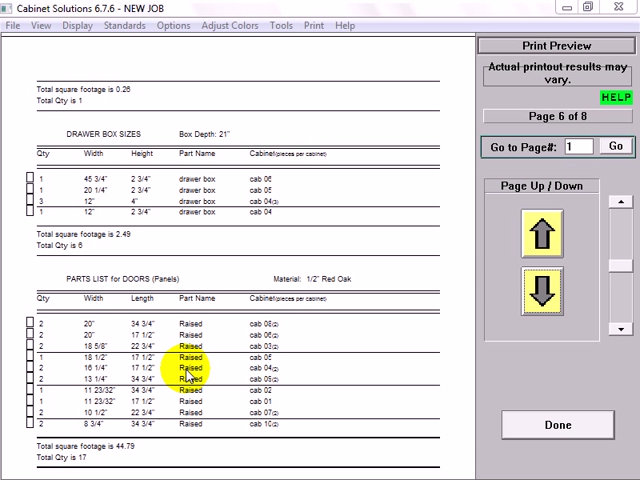 Cabinet Solutions 6.7.6 - NEW JOB
File View Display Standards Options Adjust Colors Tools Print Help
Total square footage is 0.26
Total Qty is 1
DRAWER BOX SIZES Box Depth: 21"
Qty Width Height Part Name Cabinet(pieces per cabinet)
1 45 3/4" 2 3/4" drawer box cab 06
1 20 1/4" 2 3/4" drawer box cab 05
3 12" 4" drawer box cab 04(3)
1 12" 2 3/4" drawer box cab 04
Total square footage is 2.49
Total Qty is 6
PARTS LIST for DOORS (Panels) Material: 1/2" Red Oak
Qty Width Length Part Name Cabinet(pieces per cabinet)
2 20" 34 3/4" Raised cab 08(2)
2 20" 17 1/2" Raised cab 06(2)
2 18 5/8" 22 3/4" Raised cab 03(2)
1 18 1/2" 17 1/2" Raised cab 05
2 16 1/4" 17 1/2" Raised cab 04(2)
2 13 1/4" 34 3/4" Raised cab 09(2)
1 11 23/32" 34 3/4" Raised cab 02
1 11 23/32" 17 1/2" Raised cab 01
2 10 1/2" 22 3/4" Raised cab 07(2)
2 8 3/4" 34 3/4" Raised cab 10(2)
Total square footage is 44.79
Total Qty is 17
Print Preview
Actual printout results may
vary.
HELP
Page 6 of 8
Go to Page#: 1 Go
Page Up / Down
Done